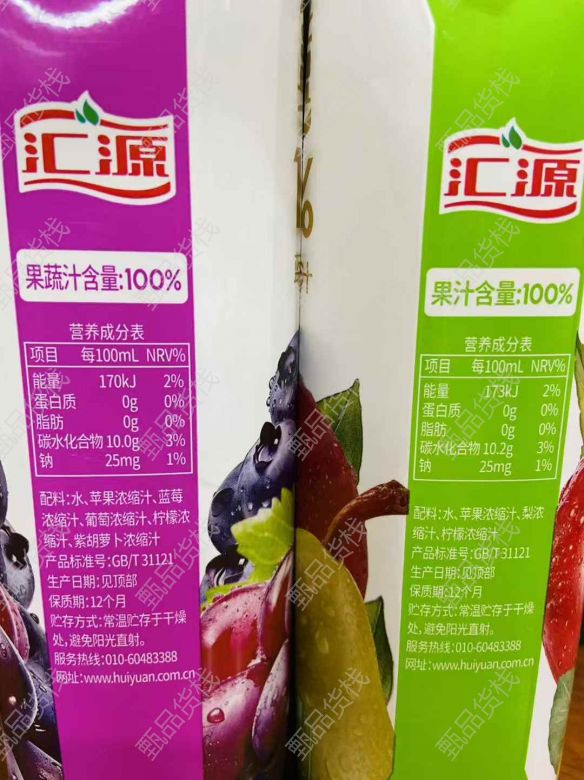 汇源
果蔬汁含量:100%
营养成分表
项目 每100mL NRV%
能量 170kJ 2%
蛋白质 0g 0%
脂肪 0g 0%
碳水化合物 10.0g 3%
钠 25mg 1%
配料:水、苹果浓缩汁、蓝莓
浓缩汁、葡萄浓缩汁、柠檬浓
缩汁、紫胡萝卜浓缩汁
产品标准号:GB/T 31121
生产日期:见顶部
保质期:12个月
贮存方式:常温贮存于干燥
处,避免阳光直射。
服务热线:010-60483388
网址:www.huiyuan.com.cn
%
汁
汇源
果汁含量:100%
营养成分表
项目 每100mL NRV%
能量 173kJ 2%
蛋白质 0g 0%
脂肪 0g 0%
碳水化合物 10.2g 3%
钠 25mg 1%
配料:水、苹果浓缩汁、梨浓
缩汁、柠檬浓缩汁
产品标准号:GB/T 31121
生产日期:见顶部
保质期:12个月
贮存方式:常温贮存于干燥
处,避免阳光直射。
服务热线:010-60483388
网址:www.huiyuan.com.cn
甄品货栈